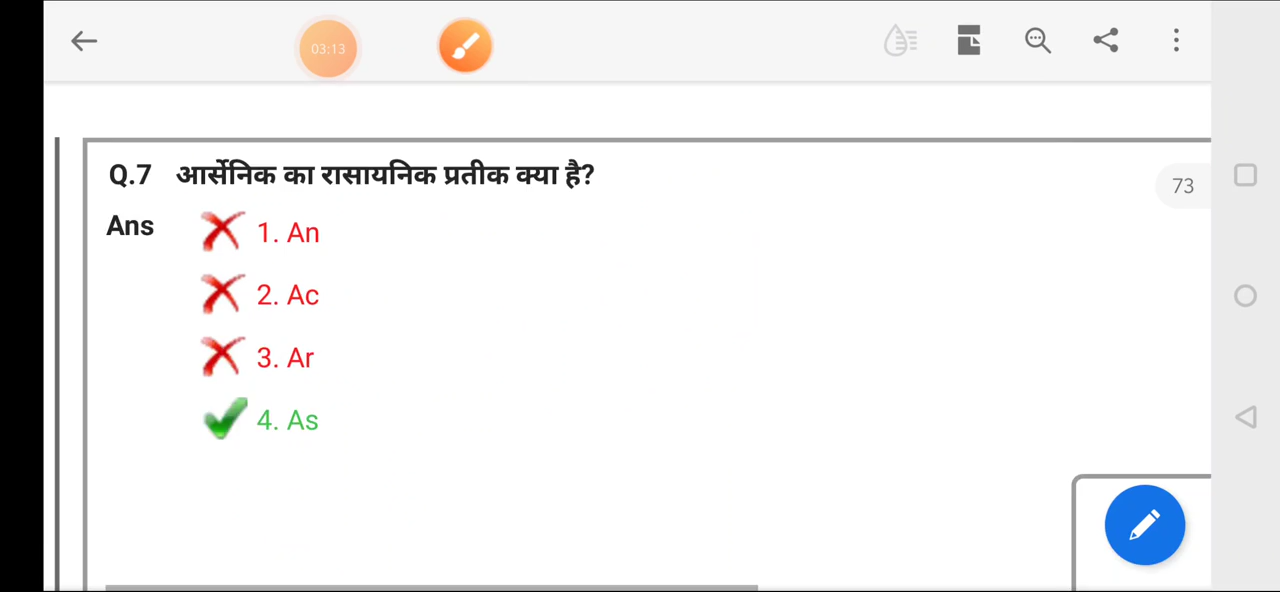 03:13
Q.7 आर्सेनिक का रासायनिक प्रतीक क्या है?
73
Ans 1. An
2. Ac
3. Ar
4. As